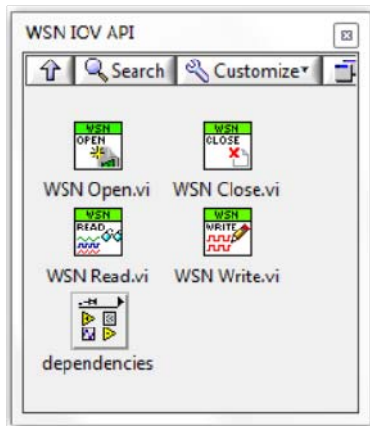 WSN IOV API
Search Customize
WSN OPEN WSN CLOSE
WSN Open.vi WSN Close.vi
WSN READ WSN WRITE
WSN Read.vi WSN Write.vi
dependencies